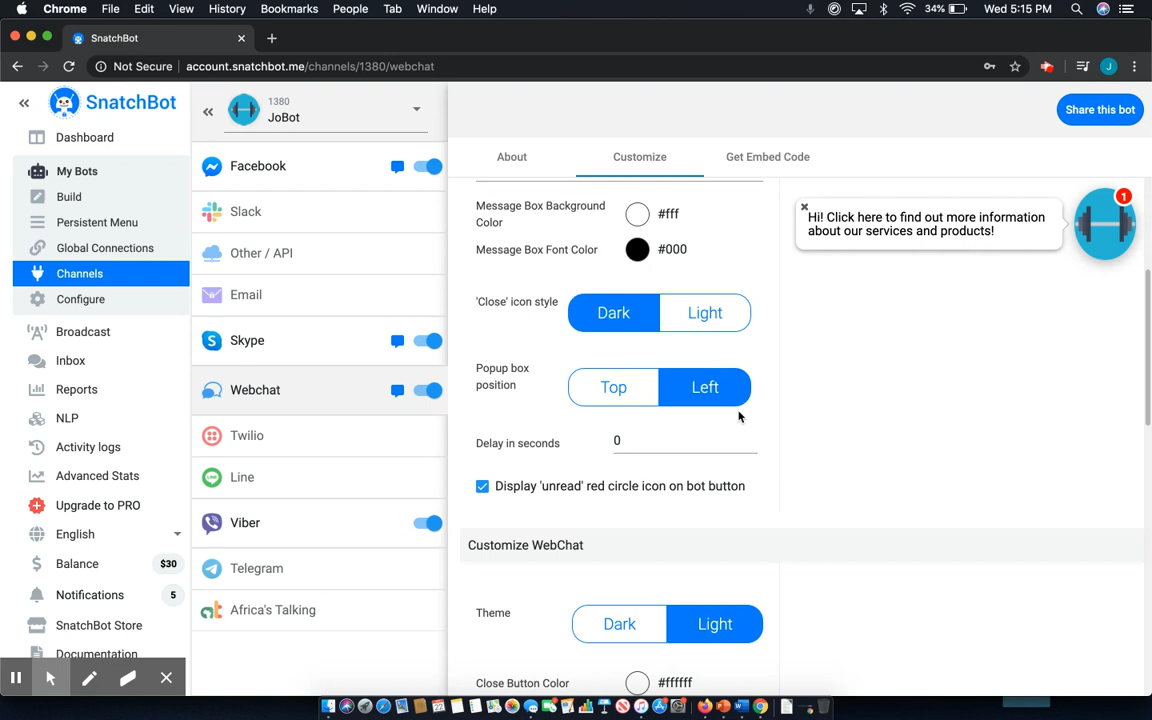 Chrome File Edit View History Bookmarks People Tab Window Help 34% Wed 5:15 PM
SnatchBot
Not Secure account.snatchbot.me/channels/1380/webchat J
SnatchBot
Dashboard
My Bots
Build
Persistent Menu
Global Connections
Channels
Configure
Broadcast
Inbox
Reports
NLP
Activity logs
Advanced Stats
Upgrade to PRO
English
Balance $30
Notifications 5
SnatchBot Store
Documentation
1380
JoBot
Facebook
Slack
Other / API
Email
Skype
Webchat
Twilio
Line
Viber
Telegram
Africa's Talking
Share this bot
About Customize Get Embed Code
Message Box Background
Color
#fff
Message Box Font Color #000
'Close' icon style Dark Light
Popup box
position
Top Left
Delay in seconds 0
Display 'unread' red circle icon on bot button
Customize WebChat
Theme Dark Light
Close Button Color #ffffff
Hi! Click here to find out more information
about our services and products!
1